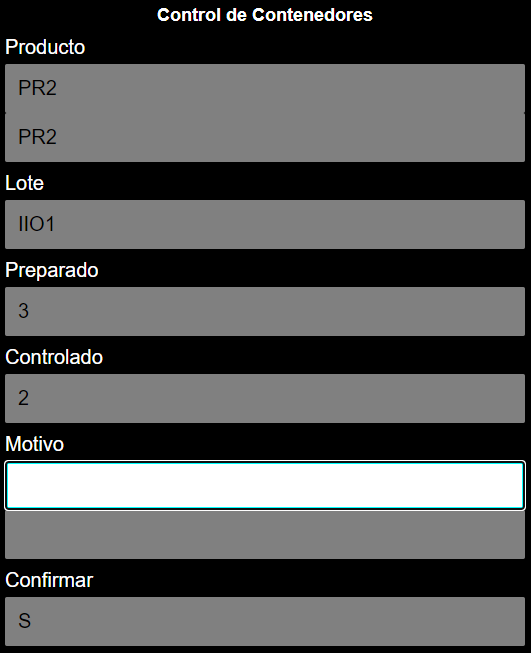 Control de Contenedores
Producto
PR2
PR2
Lote
IIO1
Preparado
3
Controlado
2
Motivo
Confirmar
S